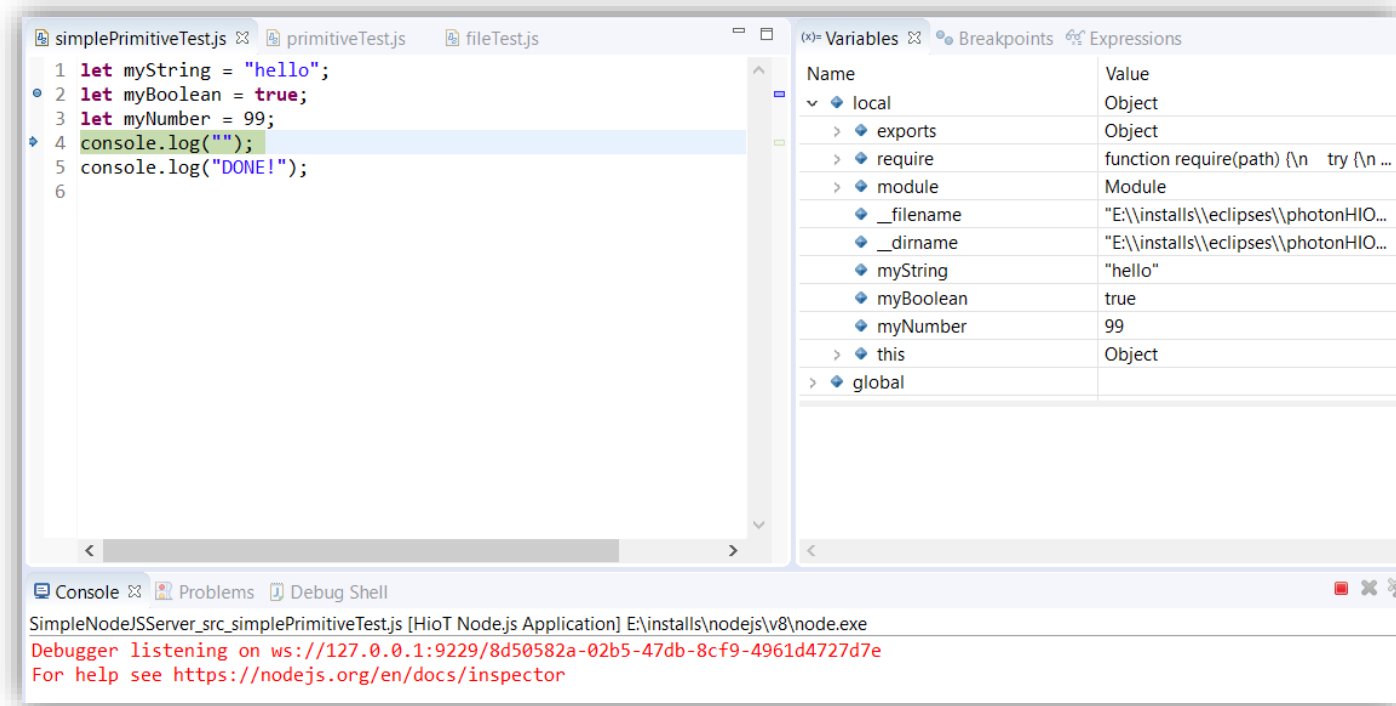 simplePrimitiveTest.js primitiveTest.js fileTest.js
1 let myString = "hello";
2 let myBoolean = true;
3 let myNumber = 99;
4 console.log("");
5 console.log("DONE!");
6
(x)= Variables Breakpoints Expressions
Name Value
local Object
exports Object
require function require(path) {\n try {\n ...
module Module
__filename "E:\\installs\\eclipses\\photonHIO...
__dirname "E:\\installs\\eclipses\\photonHIO...
myString "hello"
myBoolean true
myNumber 99
this Object
global
Console Problems Debug Shell
SimpleNodeJSServer_src_simplePrimitiveTest.js [HioT Node.js Application] E:\installs\nodejs\v8\node.exe
Debugger listening on ws://127.0.0.1:9229/8d50582a-02b5-47db-8cf9-4961d4727d7e
For help see https://nodejs.org/en/docs/inspector